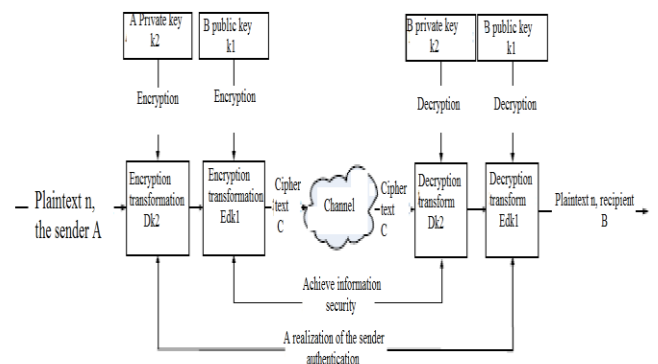 A Private key
k2
B public key
k1
B private key
k2
B public key
k1
Encryption
Encryption
Decryption
Decryption
Plaintext n,
the sender A
Encryption
transformation
Dk2
Encryption
transformation
Edk1
Cipher
text
C
Channel
Cipher
text
C
Decryption
transform
Dk2
Decryption
transform
Edk1
Plaintext n, recipient
B
Achieve information
security
A realization of the sender
authentication